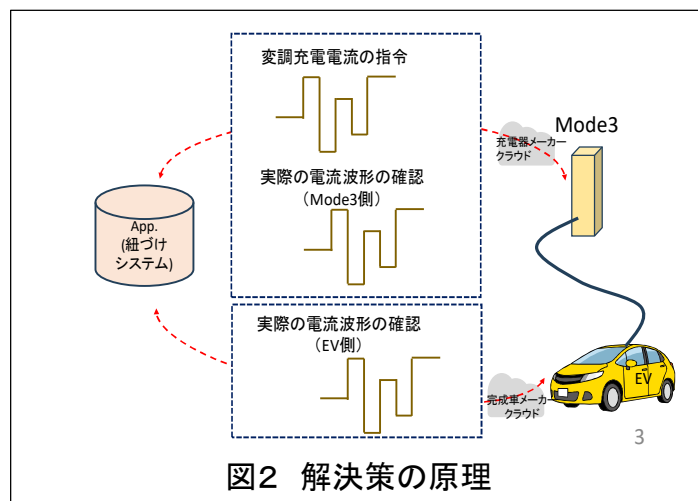 変調充電電流の指令
充電器メーカー
クラウド
Mode3
実際の電流波形の確認
（Mode3側）
App.
(紐づけ
システム)
実際の電流波形の確認
（EV側）
完成車メーカー
クラウド
EV
3
図2 解決策の原理